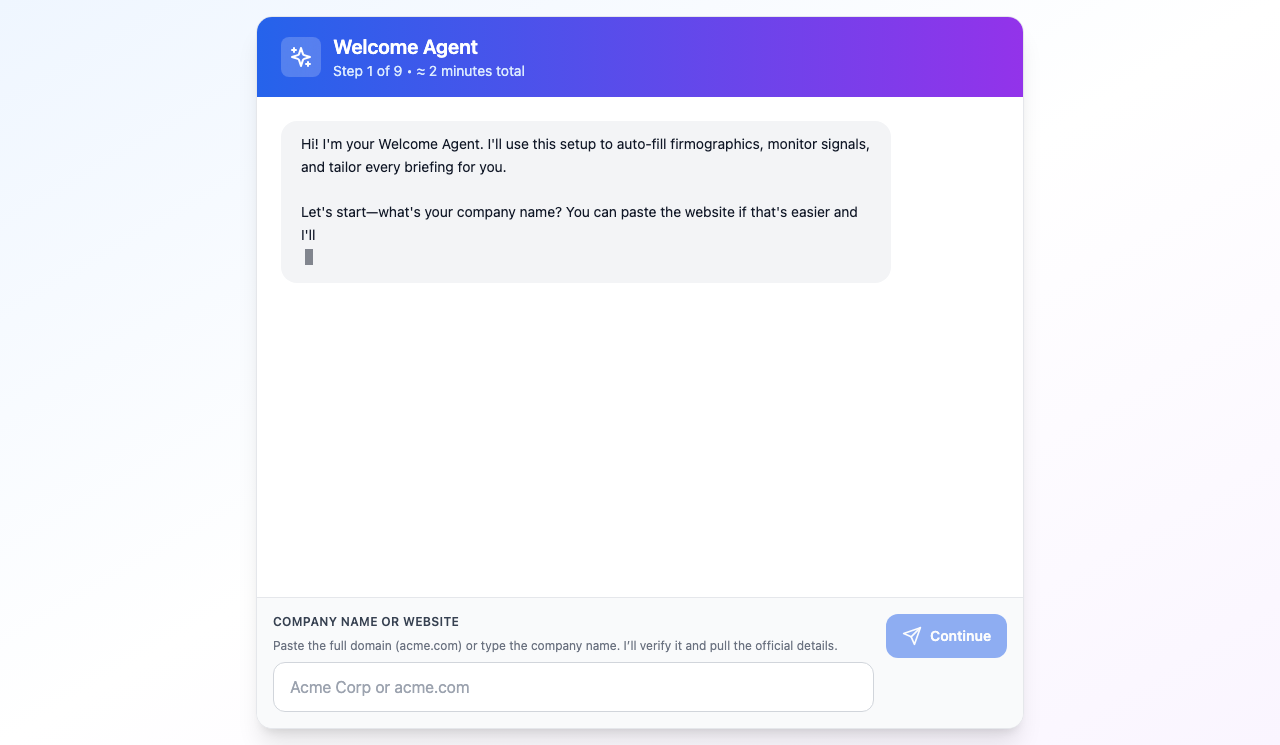 Welcome Agent
Step 1 of 9 • ≈ 2 minutes total
Hi! I'm your Welcome Agent. I'll use this setup to auto-fill firmographics, monitor signals,
and tailor every briefing for you.
Let's start—what's your company name? You can paste the website if that's easier and
I'll
COMPANY NAME OR WEBSITE
Paste the full domain (acme.com) or type the company name. I’ll verify it and pull the official details.
Continue
Acme Corp or acme.com